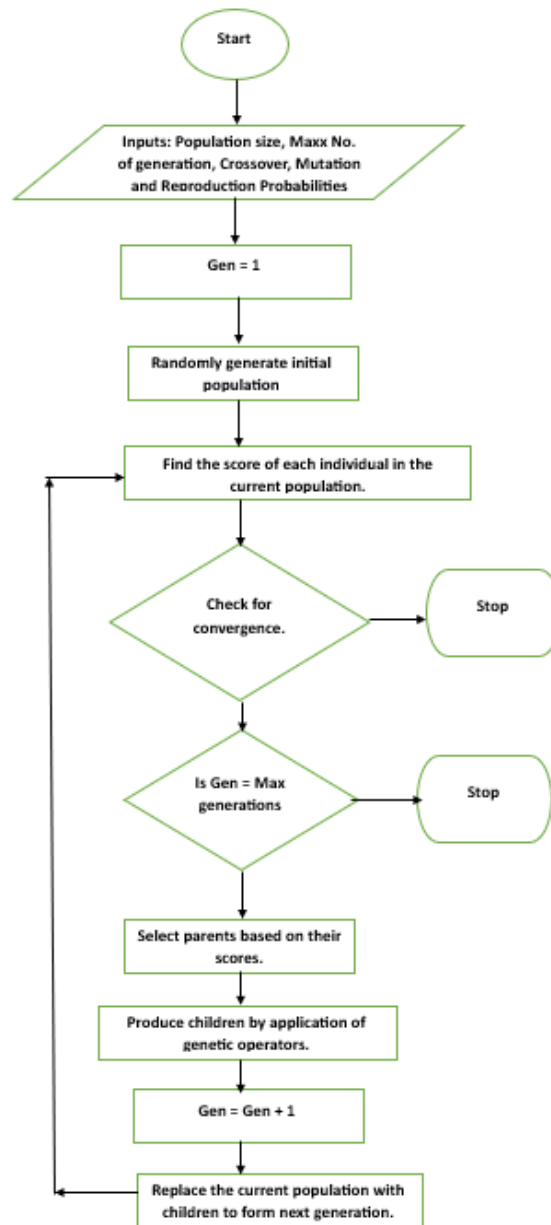 Start
Inputs: Population size, Maxx No.
of generation, Crossover, Mutation
and Reproduction Probabilities
Gen = 1
Randomly generate initial
population
Find the score of each individual in the
current population.
Check for
convergence.
Stop
Is Gen = Max
generations
Stop
Select parents based on their
scores.
Produce children by application of
genetic operators.
Gen = Gen + 1
Replace the current population with
children to form next generation.